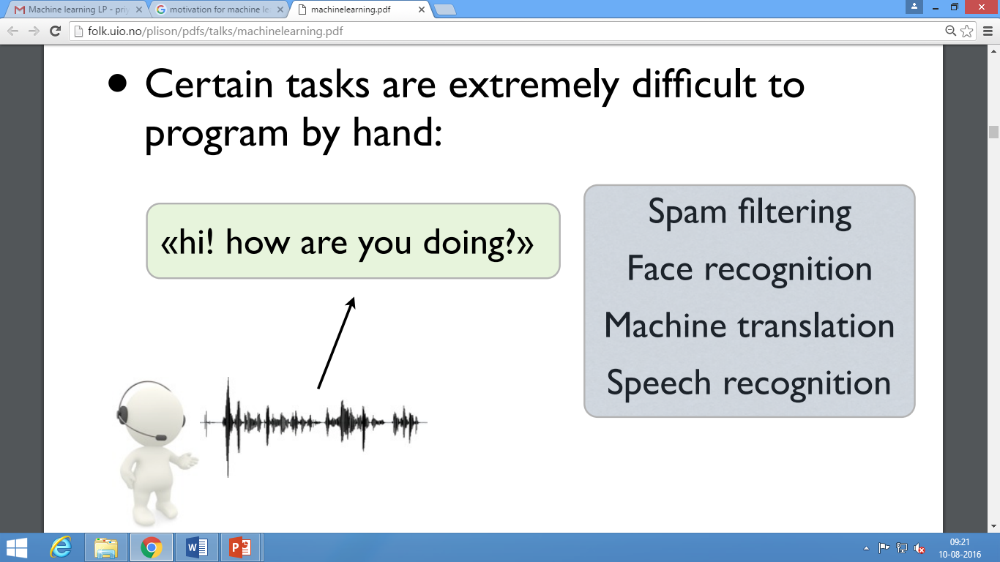 Machine learning LP - priy
motivation for machine le
machinelearning.pdf
folk.uio.no/plison/pdfs/talks/machinelearning.pdf
• Certain tasks are extremely difficult to
program by hand:
«hi! how are you doing?»
Spam filtering
Face recognition
Machine translation
Speech recognition
09:21
10-08-2016